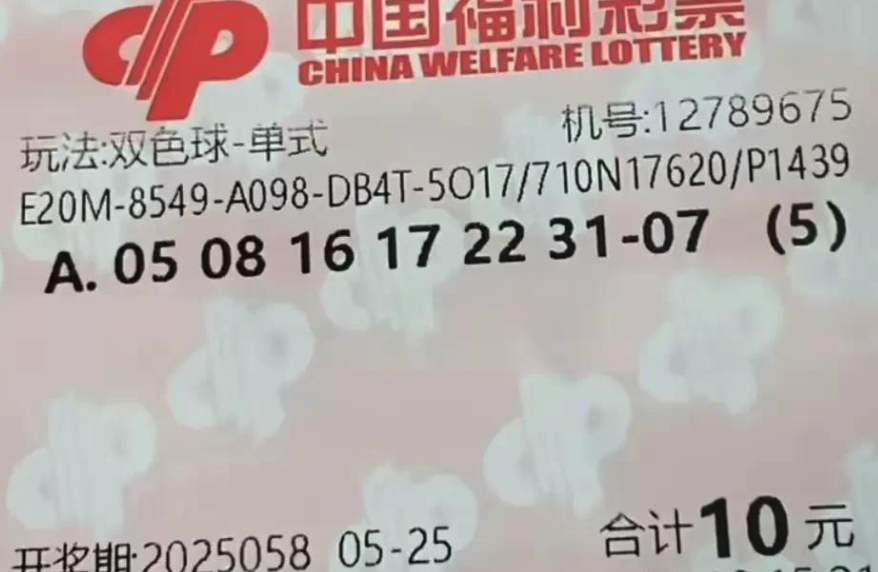 中国福利彩票
CHINA WELFARE LOTTERY
玩法:双色球-单式
机号:12789675
E20M-8549-A098-DB4T-5O17/710N17620/P1439
A. 05 08 16 17 22 31-07 (5)
开奖期:2025058 05-25
合计10元